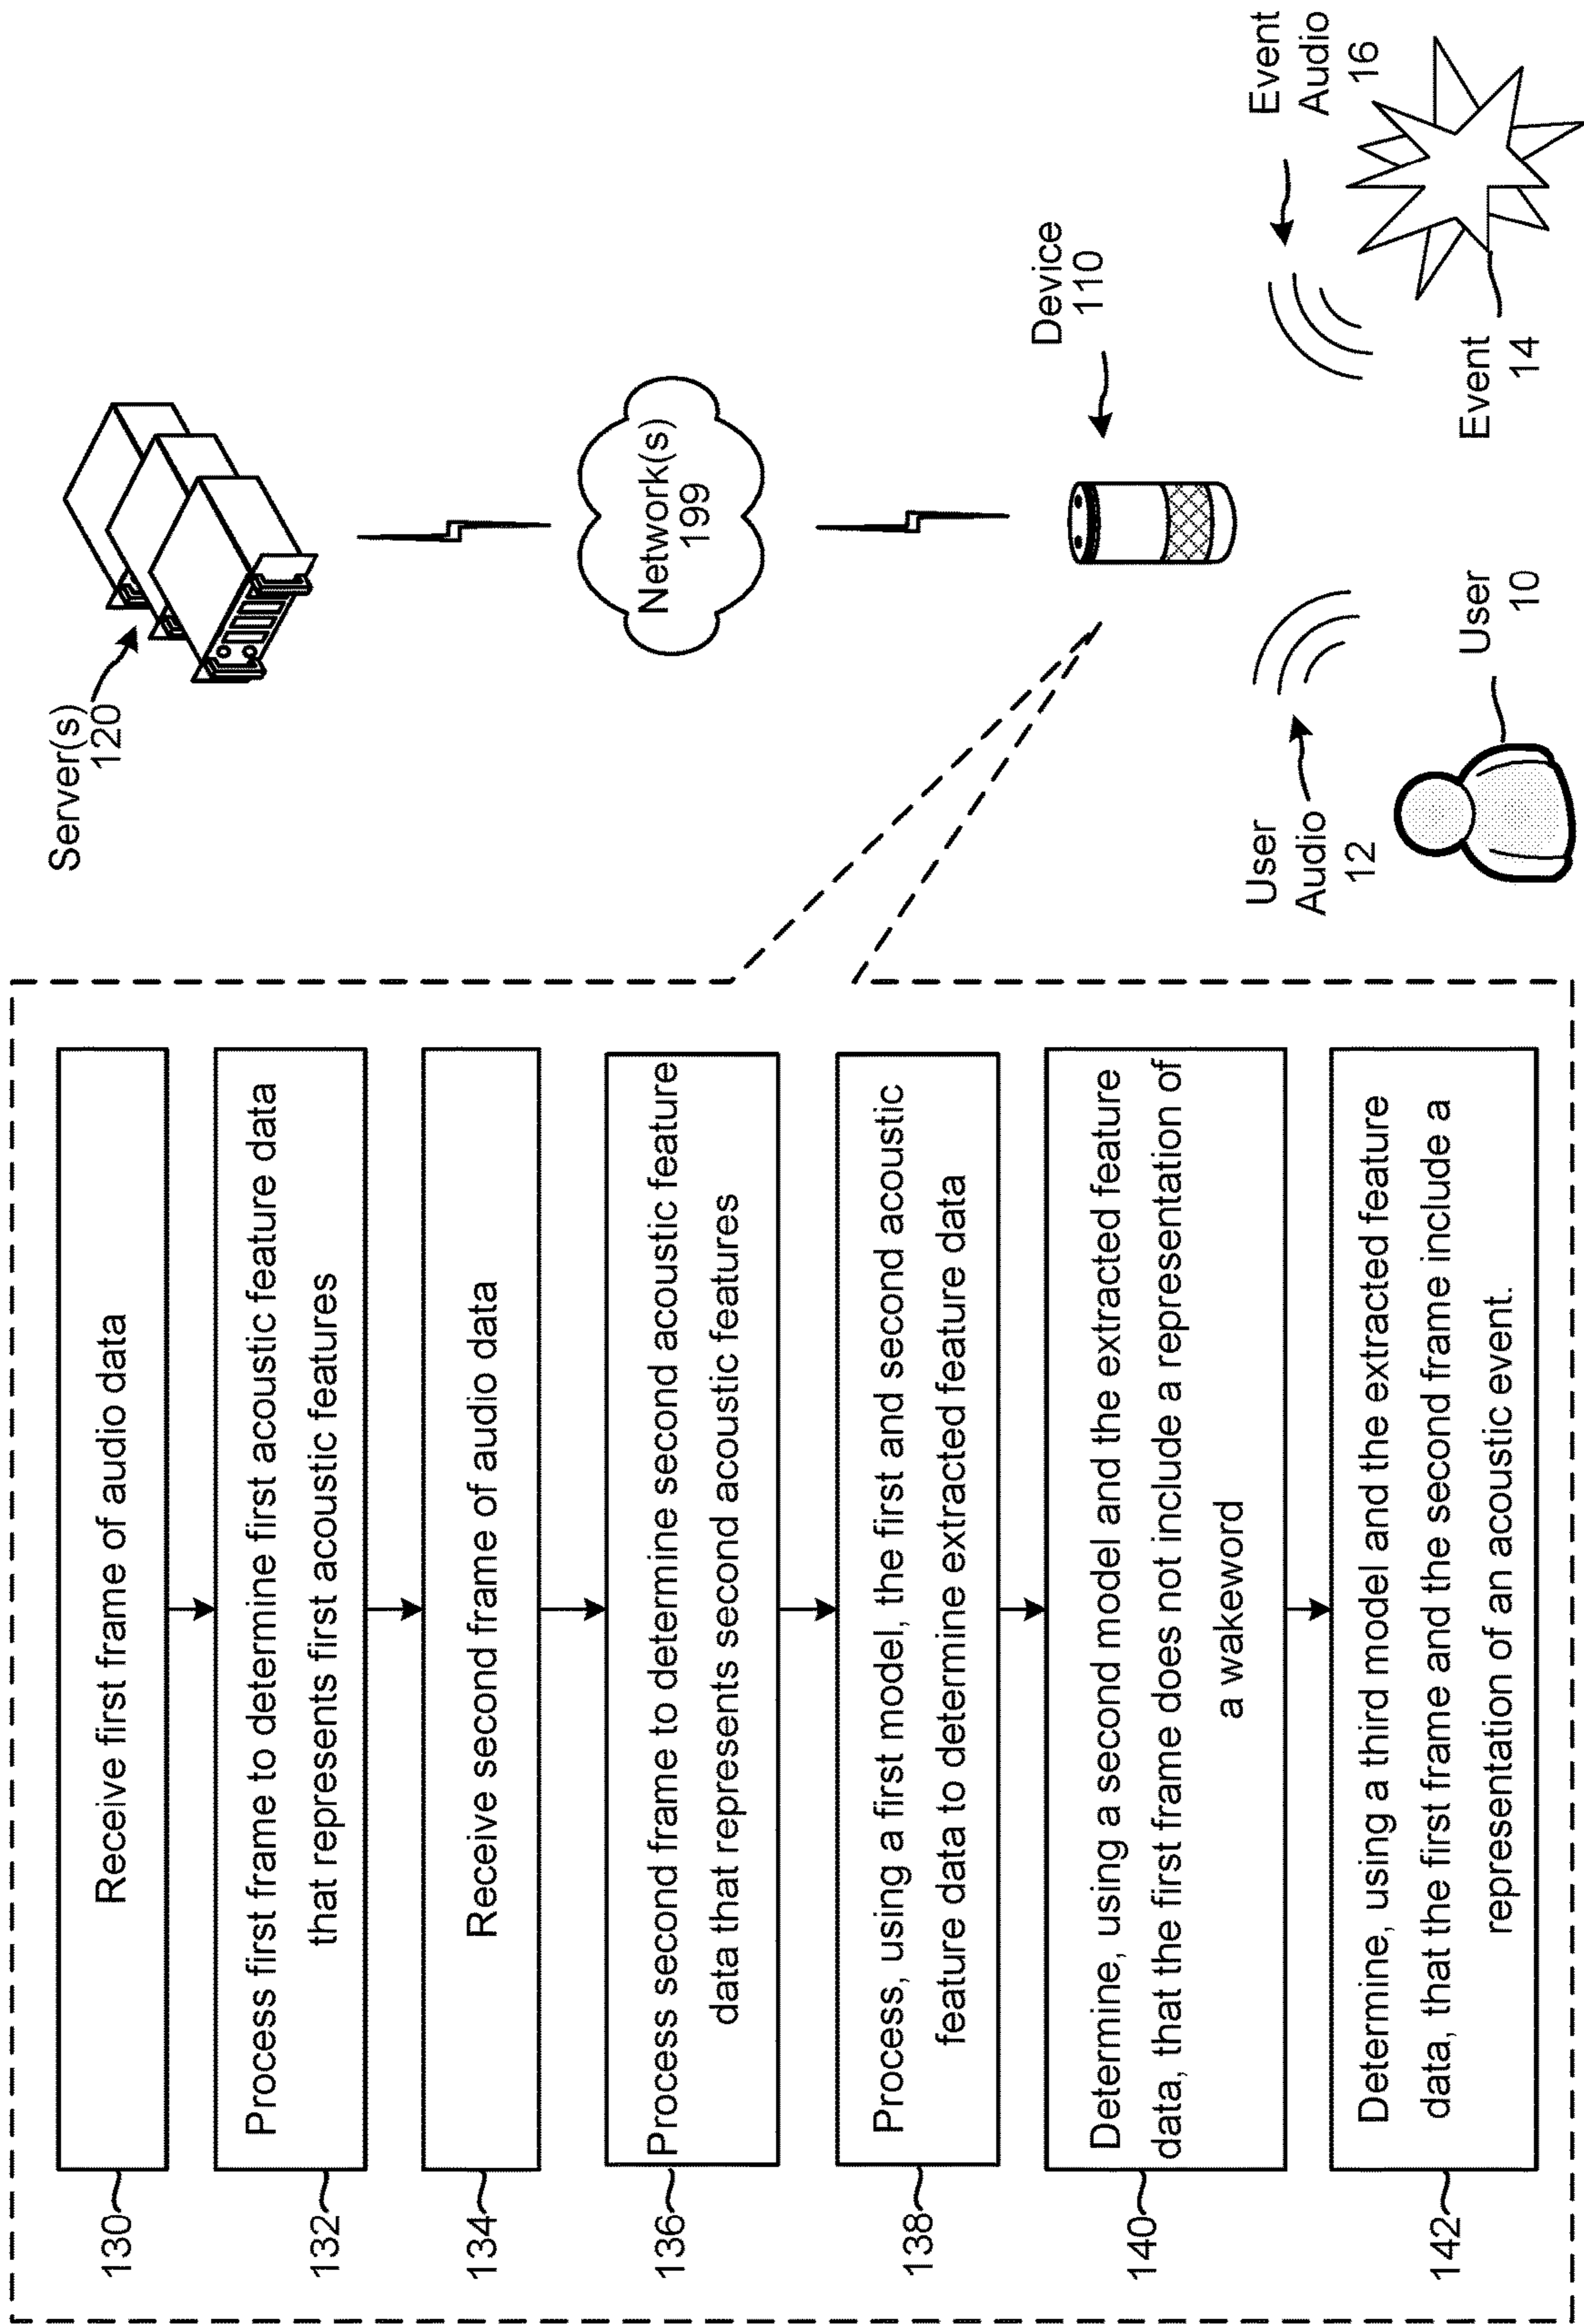 130
Receive first frame of audio data
132
Process first frame to determine first acoustic feature data
that represents first acoustic features
134
Receive second frame of audio data
136
Process second frame to determine second acoustic feature
data that represents second acoustic features
138
Process, using a first model, the first and second acoustic
feature data to determine extracted feature data
140
Determine, using a second model and the extracted feature
data, that the first frame does not include a representation of
a wakeword
142
Determine, using a third model and the extracted feature
data, that the first frame and the second frame include a
representation of an acoustic event.
Server(s)
120
Network(s)
199
Device
110
User
Audio
12
User
10
Event
Audio
16
Event
14